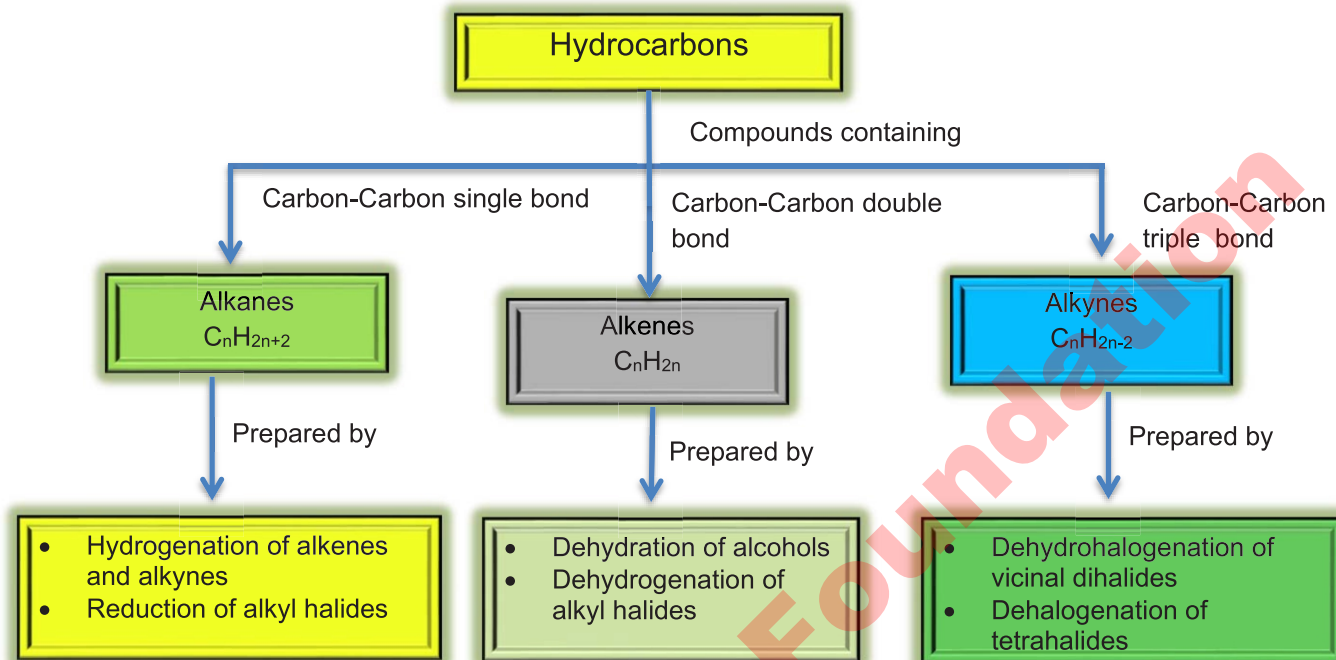 Hydrocarbons
Compounds containing
Carbon-Carbon single bond
Carbon-Carbon double
bond
Carbon-Carbon
triple bond
Alkanes
CₙH₂ₙ₊₂
Alkenes
CₙH₂ₙ
Alkynes
CₙH₂ₙ₋₂
Prepared by
Prepared by
Prepared by
• Hydrogenation of alkenes
and alkynes
• Reduction of alkyl halides
• Dehydration of alcohols
• Dehydrogenation of
alkyl halides
• Dehydrohalogenation of
vicinal dihalides
• Dehalogenation of
tetrahalides
Foundation